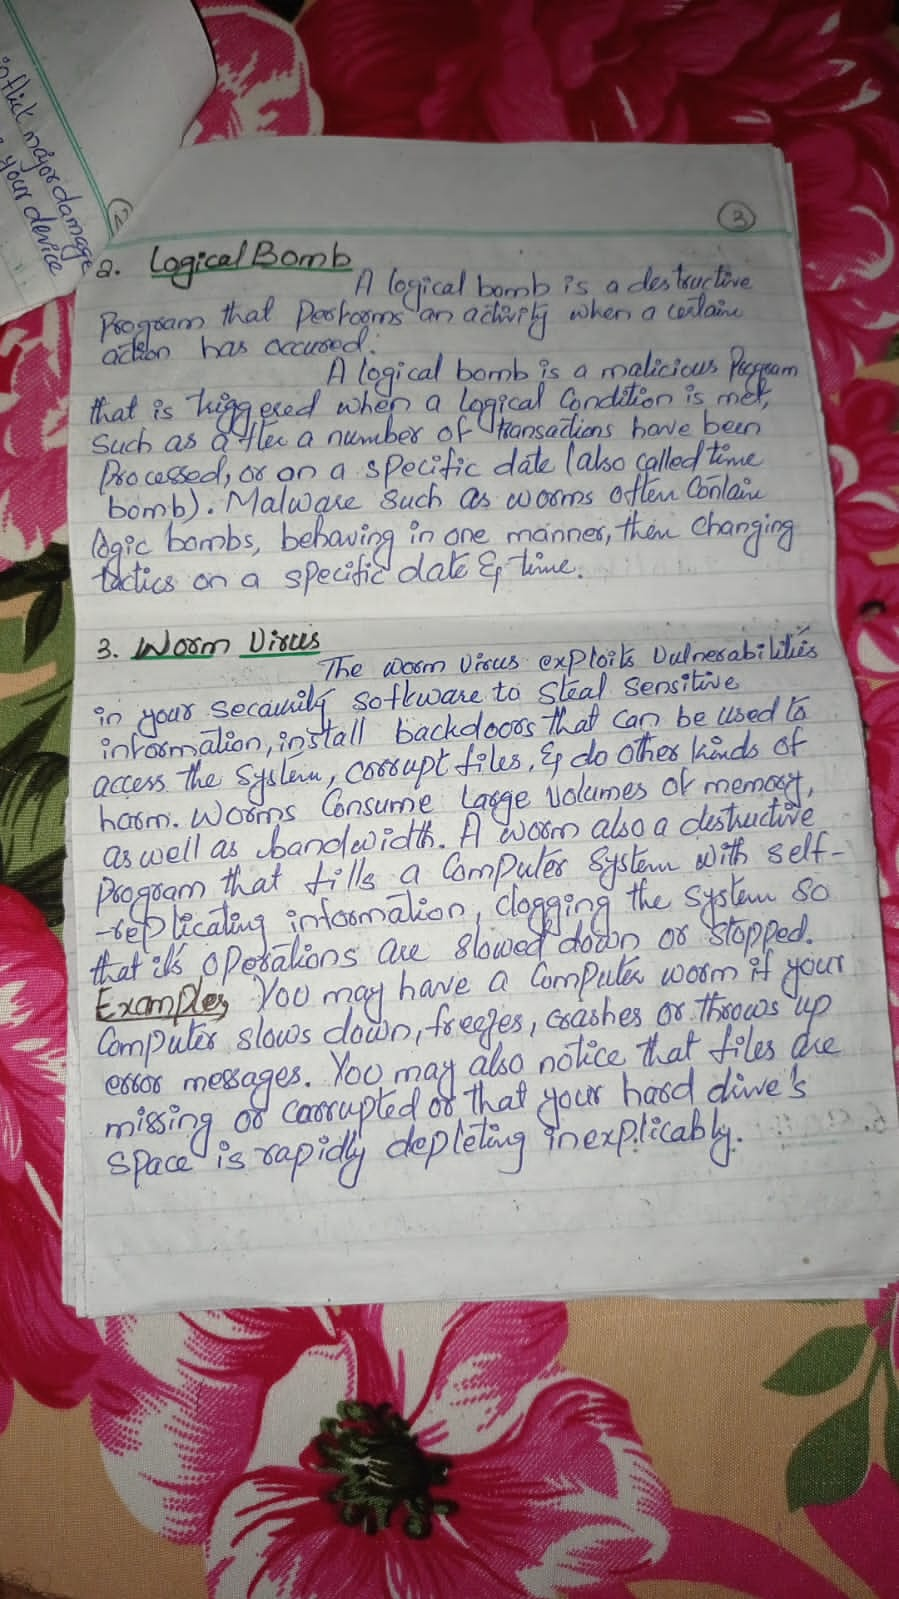 inflict major damage
your device
2
3
2. Logical Bomb
A logical bomb is a destructive
Program that Performs an activity when a certain
action has occured.
A logical bomb is a malicious Program
that is triggered when a Logical Condition is met,
Such as after a number of transactions have been
Processed, or on a specific date (also called time
bomb). Malware such as worms often Contain
logic bombs, behaving in one manner, then changing
tactics on a specific date & time.
3. Worm Virus
The worm virus exploits Vulnerabilities
in your secaurity software to steal sensitive
information, install backdoors that can be used to
access the System, corrupt files, & do other kinds of
harm. Worms Consume Large Volumes of memory,
as well as bandwidth. A worm also a destructive
Program that fills a Computer System with self-
-replicating information, clogging the system so
that it's operations are slowed down or stopped.
Examples You may have a Computer worm if your
Computer slows down, freezes, crashes or throws up
error messages. You may also notice that files are
missing or carrupted or that your hard dirve's
space is rapidly depleting inexplicably.